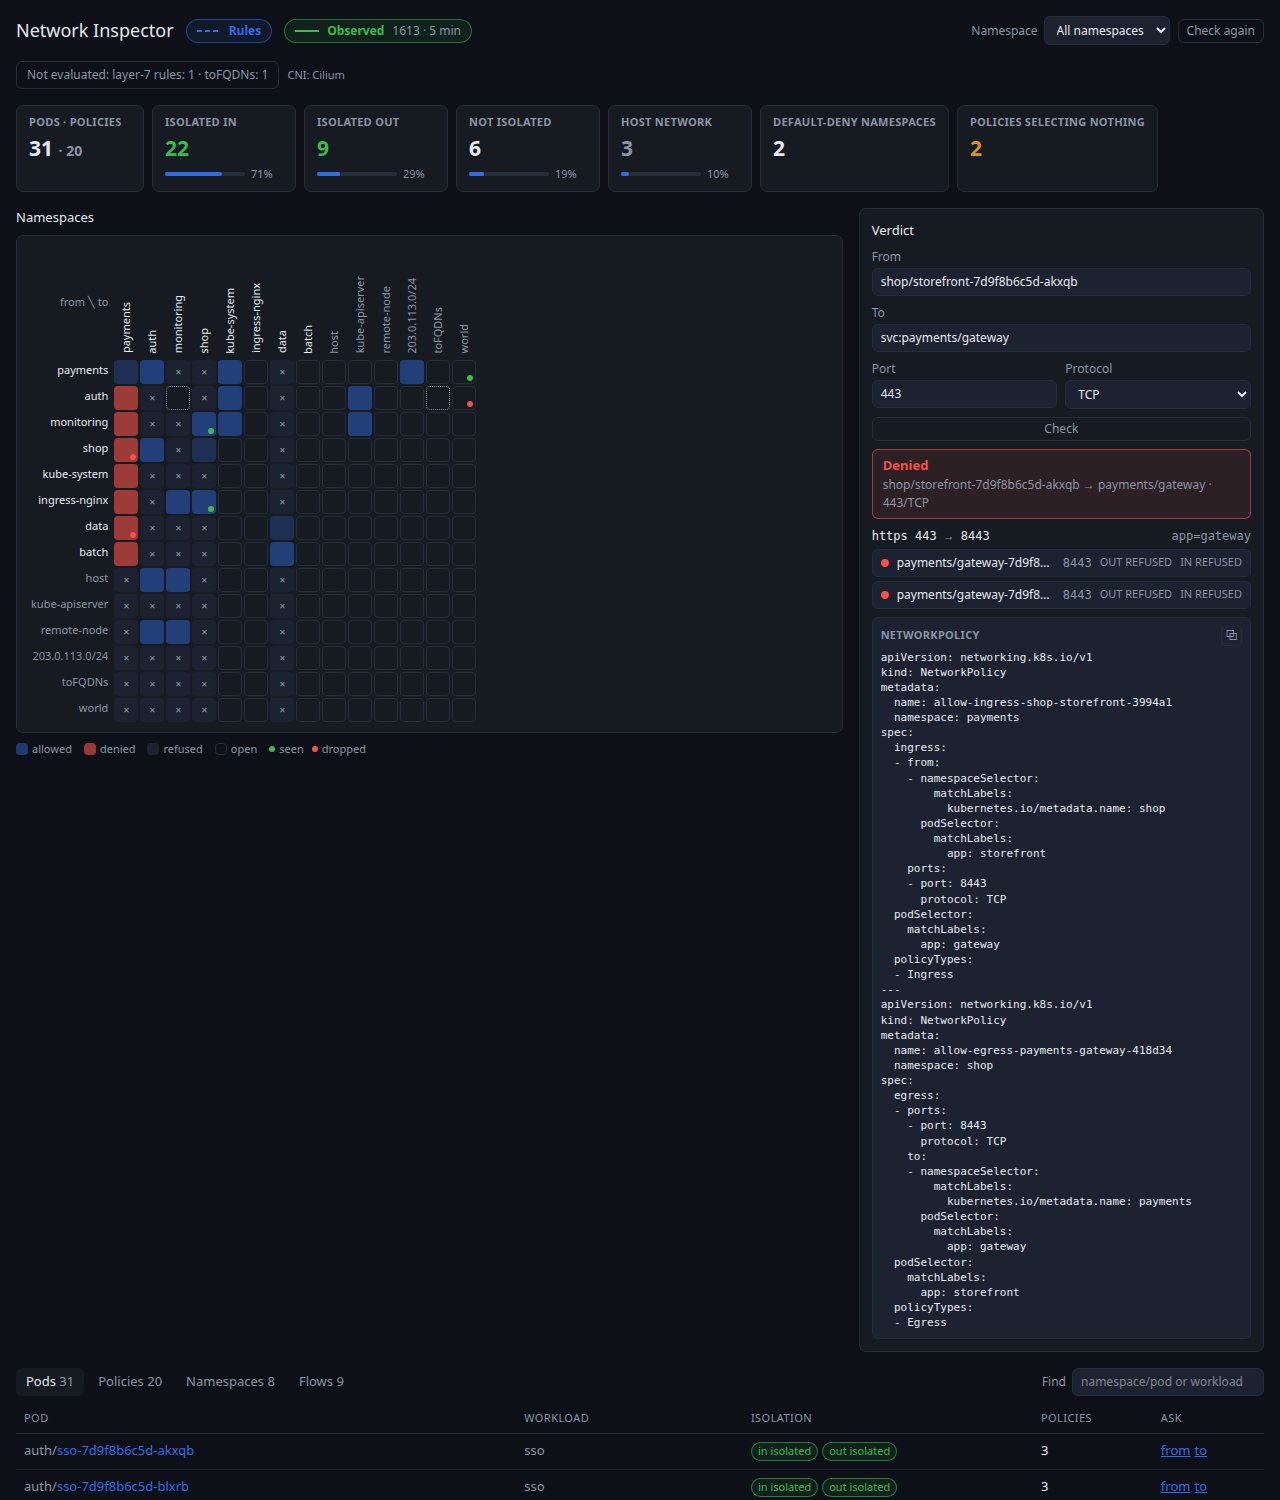 Network Inspector
Rules
Observed 1613 · 5 min
Namespace All namespaces Check again
Not evaluated: layer-7 rules: 1 · toFQDNs: 1 CNI: Cilium
PODS · POLICIES
31 · 20
ISOLATED IN
22
71%
ISOLATED OUT
9
29%
NOT ISOLATED
6
19%
HOST NETWORK
3
10%
DEFAULT-DENY NAMESPACES
2
POLICIES SELECTING NOTHING
2
Namespaces
from ╲ to
payments
auth
monitoring
shop
kube-system
ingress-nginx
data
batch
host
kube-apiserver
remote-node
203.0.113.0/24
toFQDNs
world
payments × × ×
auth × × ×
monitoring × × ×
shop × ×
kube-system × × × ×
ingress-nginx × ×
data × × ×
batch × × ×
host × × ×
kube-apiserver × × × × ×
remote-node × × ×
203.0.113.0/24 × × × × ×
toFQDNs × × × × ×
world × × × × ×
allowed denied refused open seen dropped
Verdict
From
shop/storefront-7d9f8b6c5d-akxqb
To
svc:payments/gateway
Port Protocol
443 TCP
Check
Denied
shop/storefront-7d9f8b6c5d-akxqb → payments/gateway ·
443/TCP
https 443 → 8443 app=gateway
payments/gateway-7d9f8... 8443 OUT REFUSED IN REFUSED
payments/gateway-7d9f8... 8443 OUT REFUSED IN REFUSED
NETWORKPOLICY
apiVersion: networking.k8s.io/v1
kind: NetworkPolicy
metadata:
  name: allow-ingress-shop-storefront-3994a1
  namespace: payments
spec:
  ingress:
  - from:
    - namespaceSelector:
        matchLabels:
          kubernetes.io/metadata.name: shop
      podSelector:
        matchLabels:
          app: storefront
    ports:
    - port: 8443
      protocol: TCP
  podSelector:
    matchLabels:
      app: gateway
  policyTypes:
  - Ingress
---
apiVersion: networking.k8s.io/v1
kind: NetworkPolicy
metadata:
  name: allow-egress-payments-gateway-418d34
  namespace: shop
spec:
  egress:
  - ports:
    - port: 8443
      protocol: TCP
    to:
    - namespaceSelector:
        matchLabels:
          kubernetes.io/metadata.name: payments
      podSelector:
        matchLabels:
          app: gateway
  podSelector:
    matchLabels:
      app: storefront
  policyTypes:
  - Egress
Pods 31 Policies 20 Namespaces 8 Flows 9 Find namespace/pod or workload
POD WORKLOAD ISOLATION POLICIES ASK
auth/sso-7d9f8b6c5d-akxqb sso in isolated out isolated 3 from to
auth/sso-7d9f8b6c5d-blxrb sso in isolated out isolated 3 from to